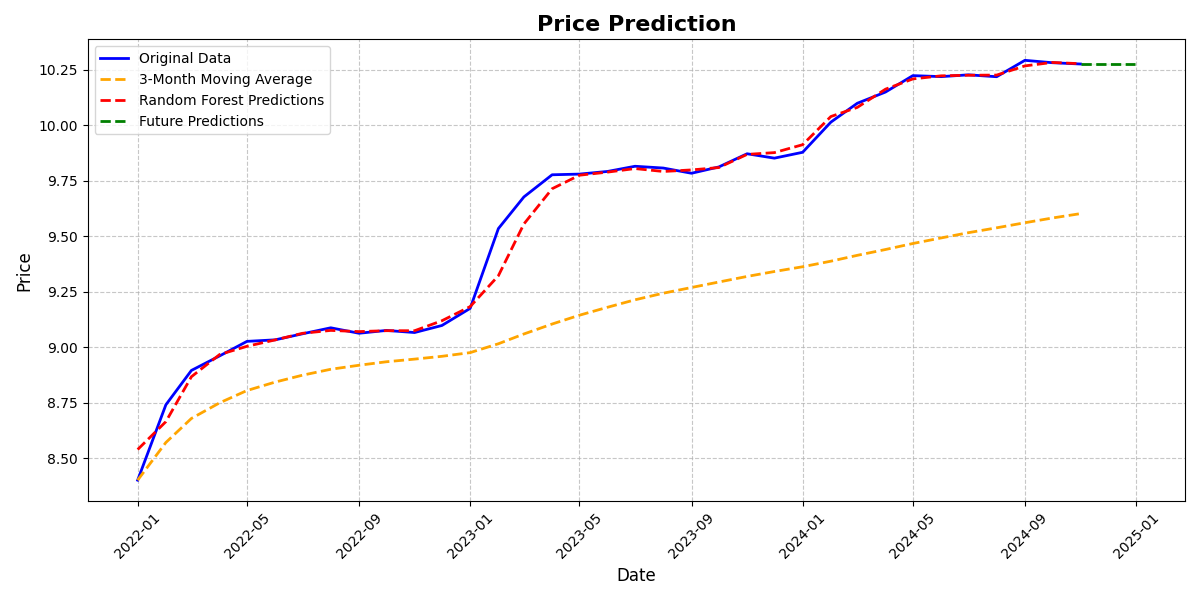 Price Prediction
Original Data
3-Month Moving Average
Random Forest Predictions
Future Predictions
Price
10.25
10.00
9.75
9.50
9.25
9.00
8.75
8.50
2022-01
2022-05
2022-09
2023-01
2023-05
2023-09
2024-01
2024-05
2024-09
2025-01
Date